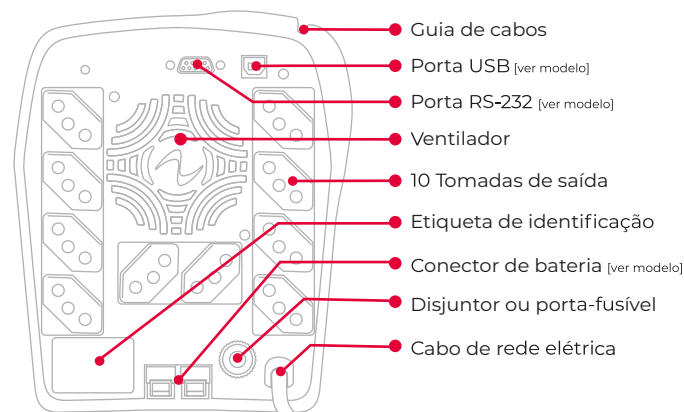 Guia de cabos
Porta USB [ver modelo]
Porta RS-232 [ver modelo]
Ventilador
10 Tomadas de saída
Etiqueta de identificação
Conector de bateria [ver modelo]
Disjuntor ou porta-fusível
Cabo de rede elétrica